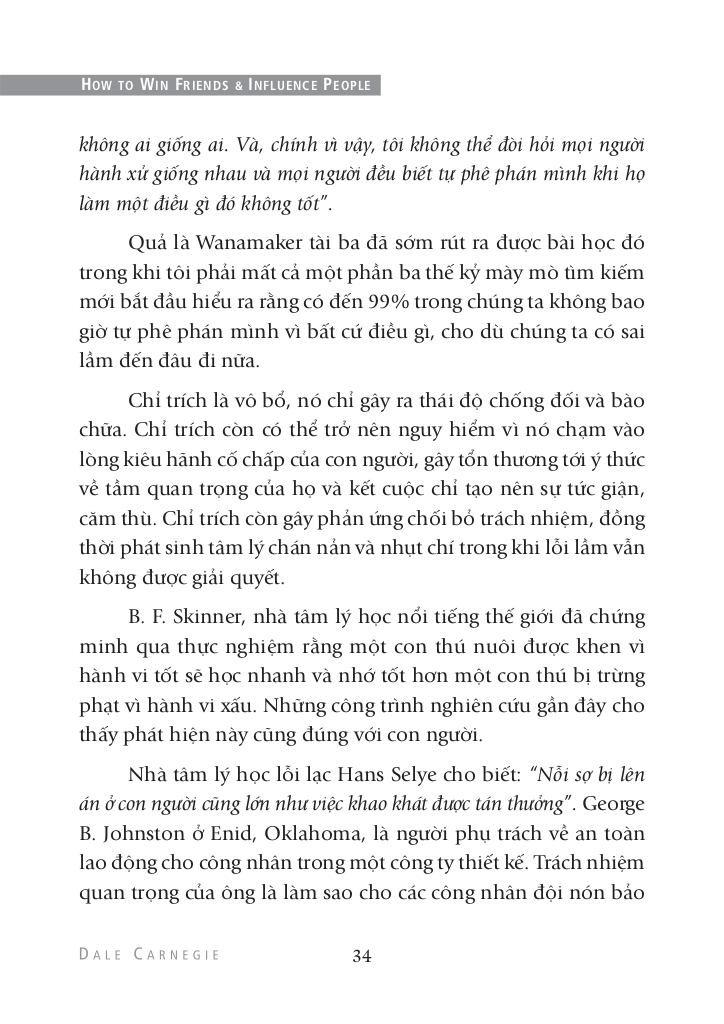 HOW TO WIN FRIENDS & INFLUENCE PEOPLE
không ai giống ai. Và, chính vì vậy, tôi không thể đòi hỏi mọi người
hành xử giống nhau và mọi người đều biết tự phê phán mình khi họ
làm một điều gì đó không tốt”.
Quả là Wanamaker tài ba đã sớm rút ra được bài học đó
trong khi tôi phải mất cả một phần ba thế kỷ mày mò tìm kiếm
mới bắt đầu hiểu ra rằng có đến 99% trong chúng ta không bao
giờ tự phê phán mình vì bất cứ điều gì, cho dù chúng ta có sai
lầm đến đâu đi nữa.
Chỉ trích là vô bổ, nó chỉ gây ra thái độ chống đối và bào
chữa. Chỉ trích còn có thể trở nên nguy hiểm vì nó chạm vào
lòng kiêu hãnh cố chấp của con người, gây tổn thương tới ý thức
về tầm quan trọng của họ và kết cuộc chỉ tạo nên sự tức giận,
căm thù. Chỉ trích còn gây phản ứng chối bỏ trách nhiệm, đồng
thời phát sinh tâm lý chán nản và nhụt chí trong khi lỗi lầm vẫn
không được giải quyết.
B. F. Skinner, nhà tâm lý học nổi tiếng thế giới đã chứng
minh qua thực nghiệm rằng một con thú nuôi được khen vì
hành vi tốt sẽ học nhanh và nhớ tốt hơn một con thú bị trừng
phạt vì hành vi xấu. Những công trình nghiên cứu gần đây cho
thấy phát hiện này cũng đúng với con người.
Nhà tâm lý học lỗi lạc Hans Selye cho biết: “Nỗi sợ bị lên
án ở con người cũng lớn như việc khao khát được tán thưởng”. George
B. Johnston ở Enid, Oklahoma, là người phụ trách về an toàn
lao động cho công nhân trong một công ty thiết kế. Trách nhiệm
quan trọng của ông là làm sao cho các công nhân đội nón bảo
DALE CARNEGIE
34